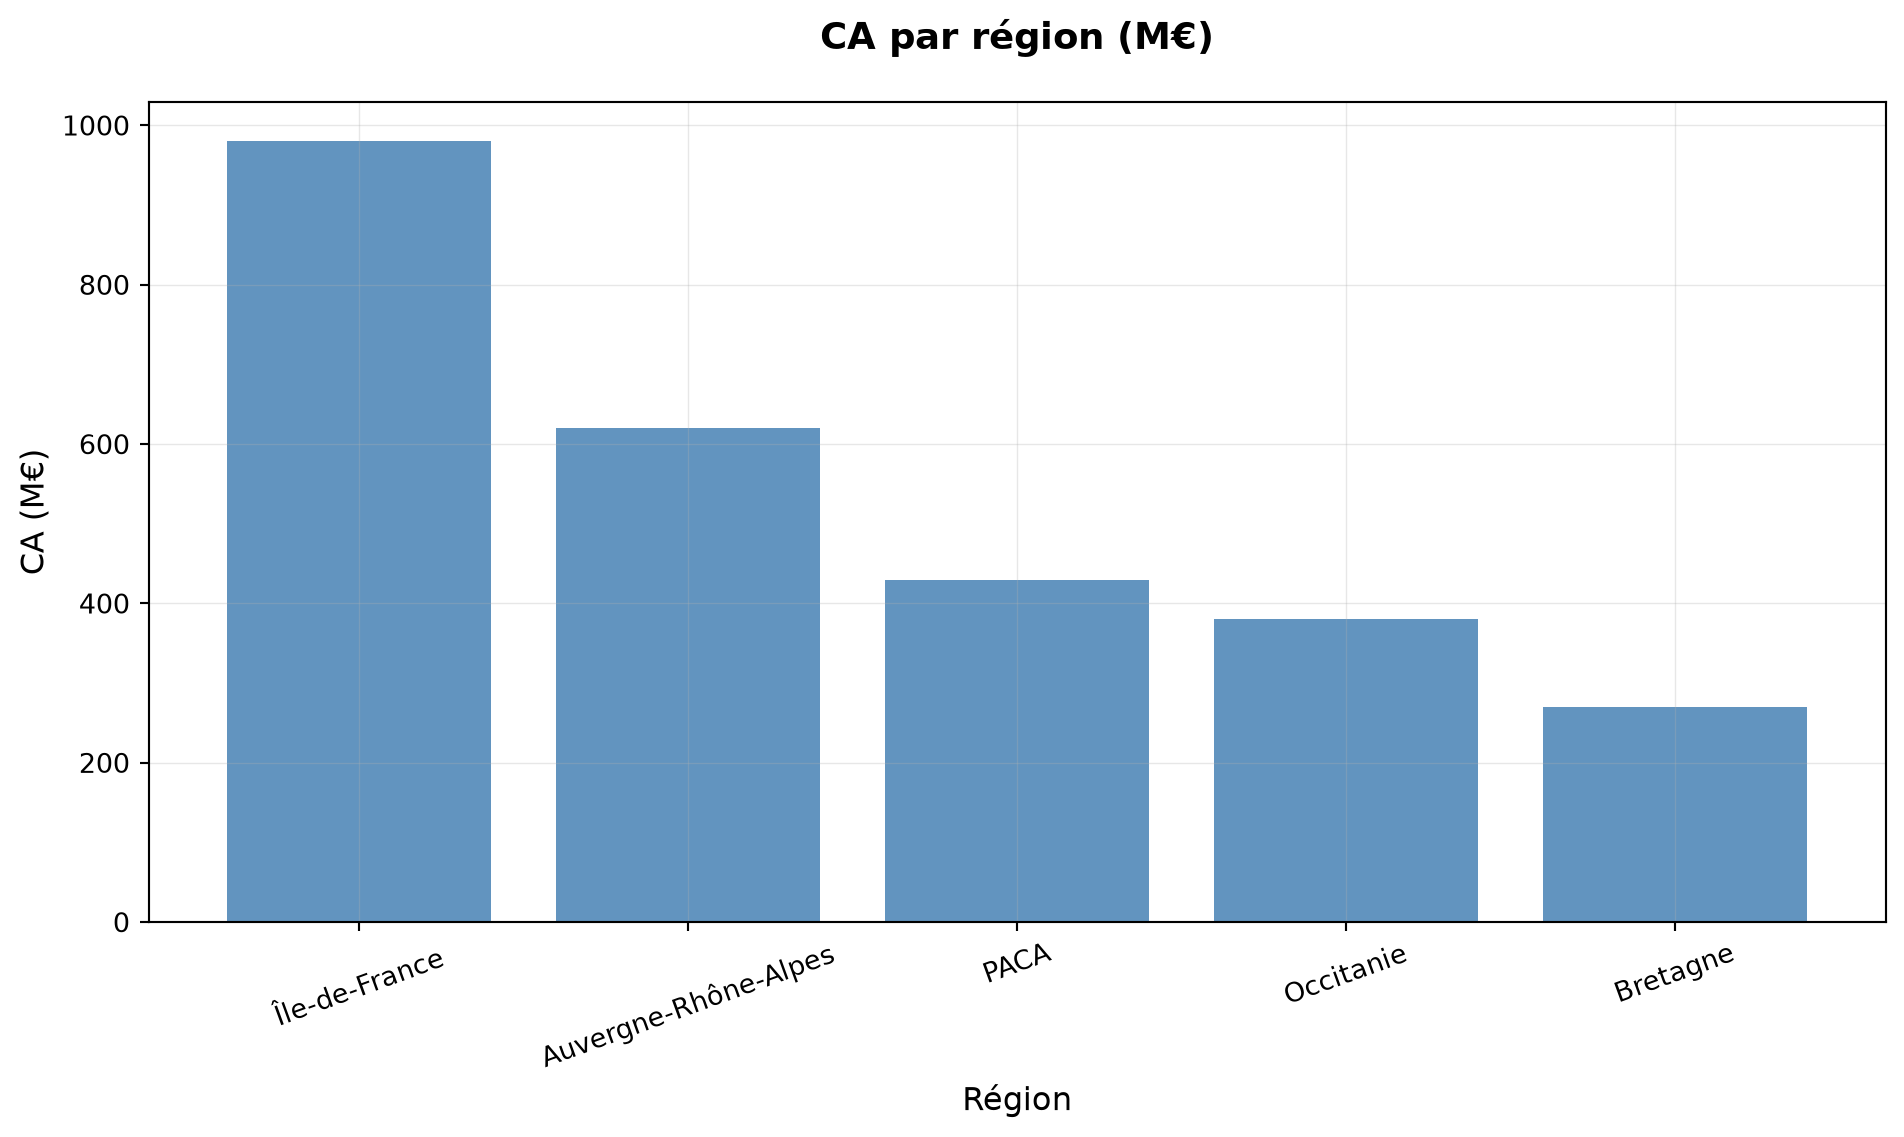 CA par région (M€)
1000
800
600
400
200
0
CA (M€)
Île-de-France
Auvergne-Rhône-Alpes
PACA
Occitanie
Bretagne
Région